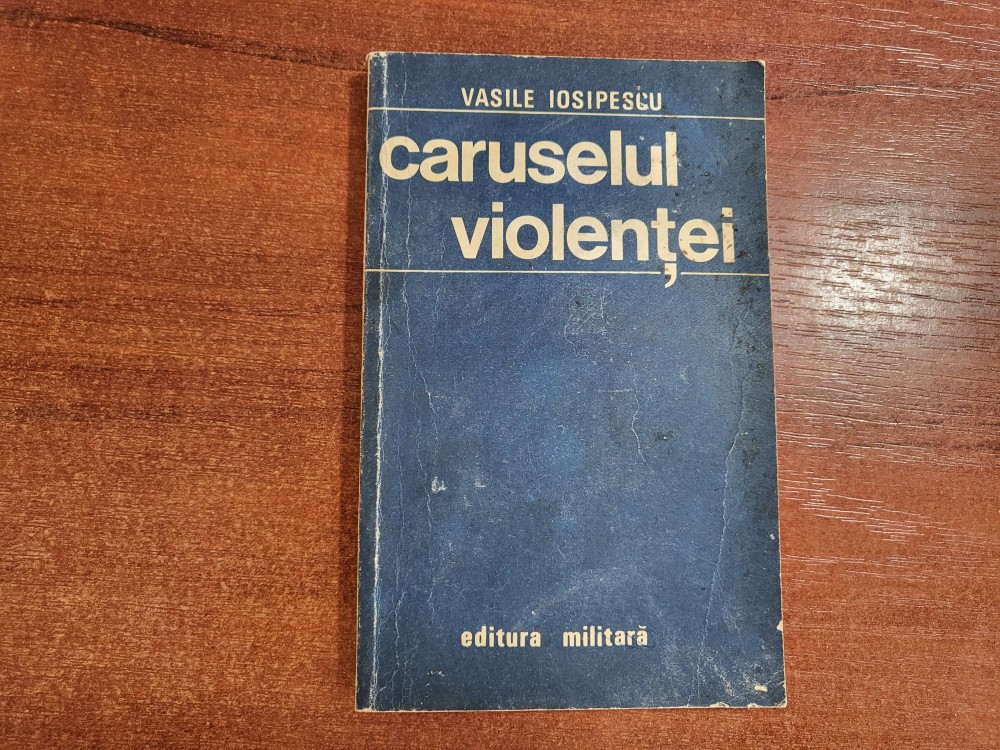 VASILE IOSIPESCU
caruselul
violenței
editura militară